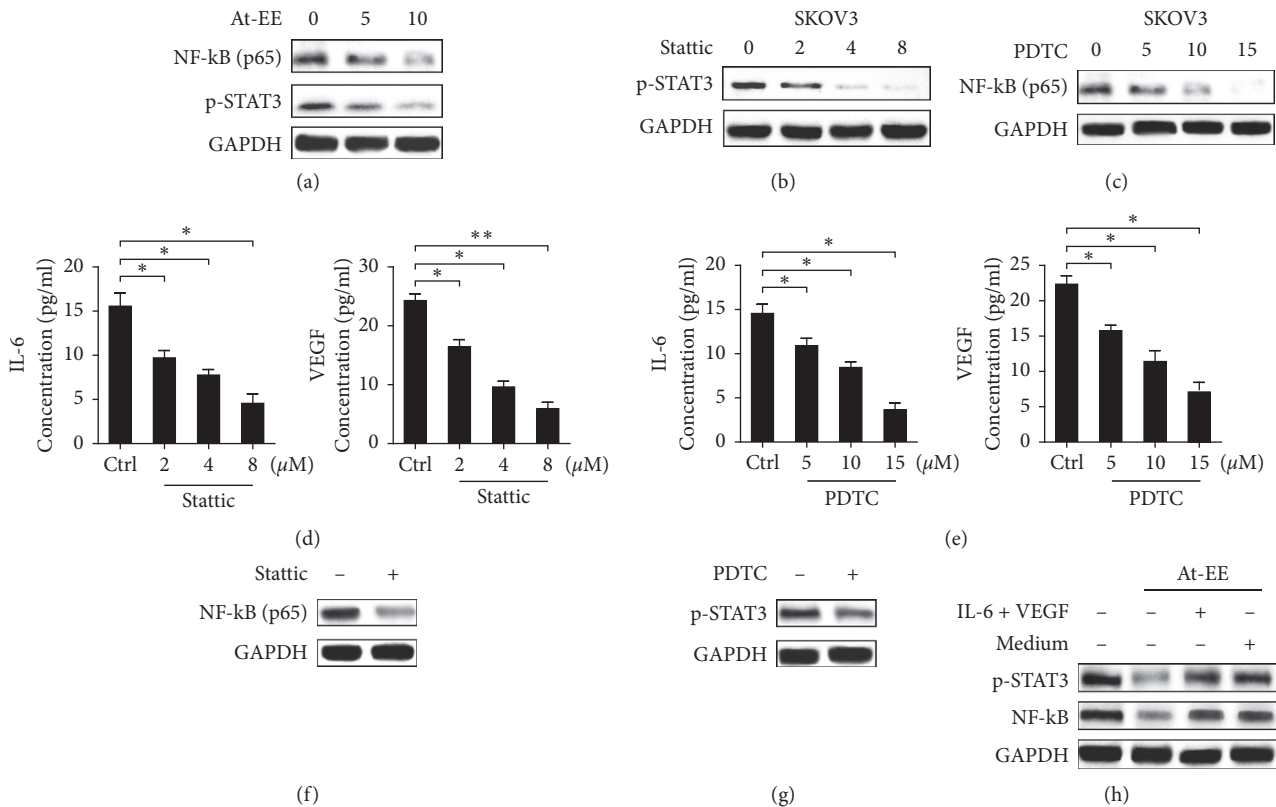 At-EE 0 5 10
NF-kB (p65)
p-STAT3
GAPDH
(a)
SKOV3
Stattic 0 2 4 8
p-STAT3
GAPDH
(b)
SKOV3
PDTC 0 5 10 15
NF-kB (p65)
GAPDH
(c)
IL-6
Concentration (pg/ml)
20
15
10
5
0
* * *
Ctrl 2 4 8 (µM)
Stattic
VEGF
Concentration (pg/ml)
30
20
10
0
* * **
Ctrl 2 4 8 (µM)
Stattic
(d)
IL-6
Concentration (pg/ml)
20
15
10
5
0
* * *
Ctrl 5 10 15 (µM)
PDTC
VEGF
Concentration (pg/ml)
25
20
15
10
5
0
* * *
Ctrl 5 10 15 (µM)
PDTC
(e)
Stattic – +
NF-kB (p65)
GAPDH
(f)
PDTC – +
p-STAT3
GAPDH
(g)
At-EE
IL-6 + VEGF – – + –
Medium – – – +
p-STAT3
NF-kB
GAPDH
(h)